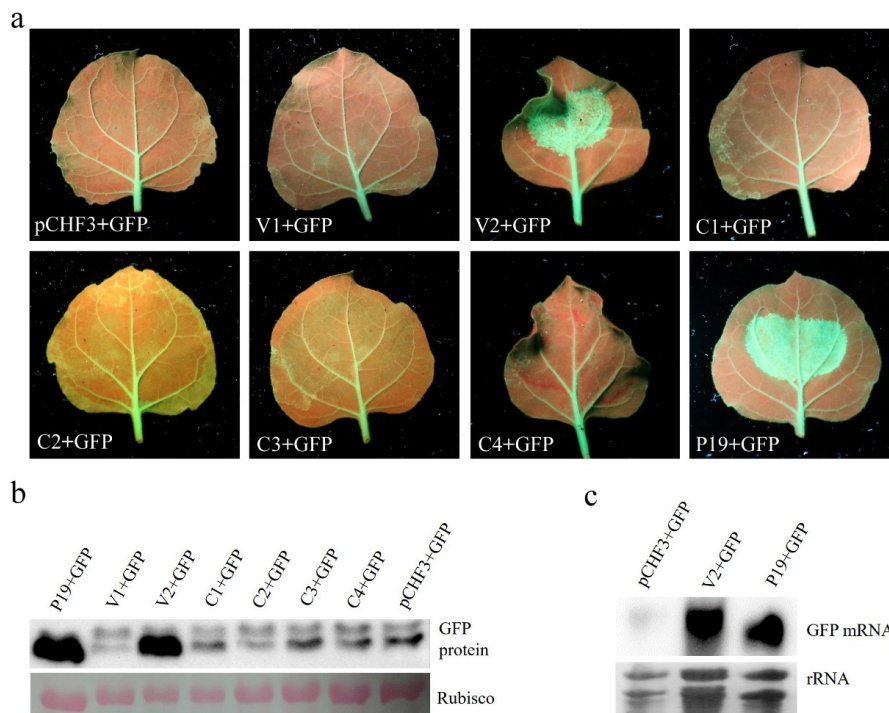 a
pCHF3+GFP
V1+GFP
V2+GFP
C1+GFP
C2+GFP
C3+GFP
C4+GFP
P19+GFP
b
P19+GFP
V1+GFP
V2+GFP
C1+GFP
C2+GFP
C3+GFP
C4+GFP
pCHF3+GFP
GFP
protein
Rubisco
c
pCHF3+GFP
V2+GFP
P19+GFP
GFP mRNA
rRNA